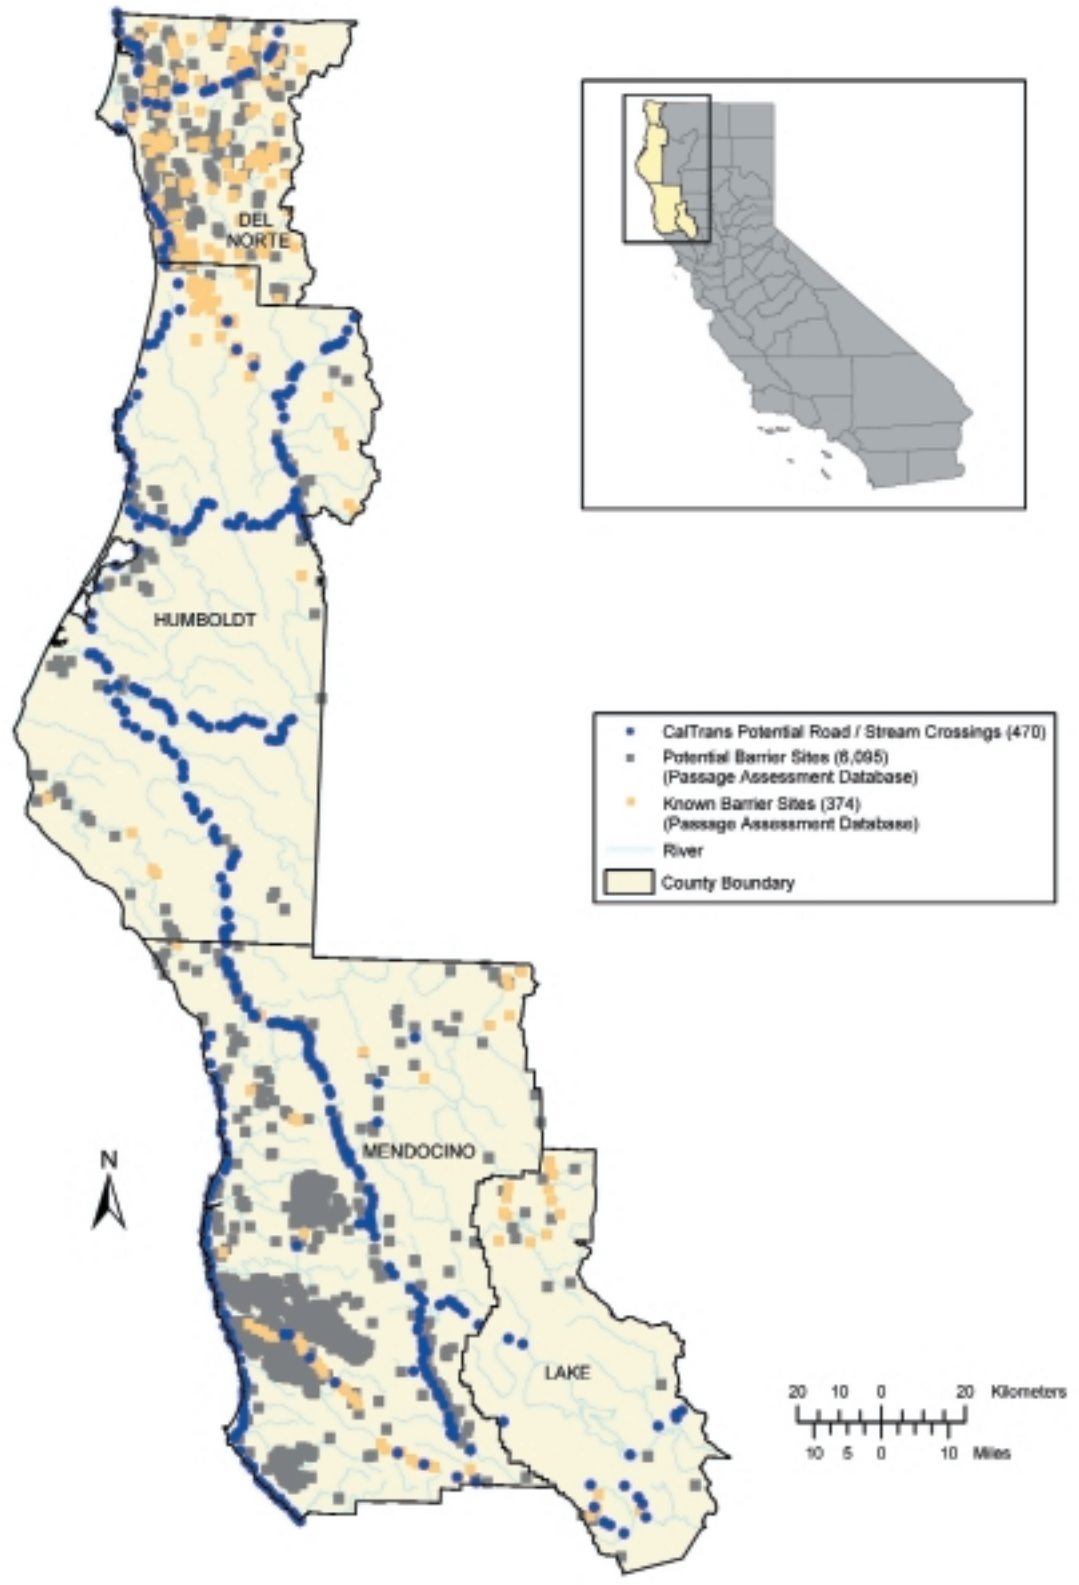 DEL
NORTE
HUMBOLDT
CalTrans Potential Road / Stream Crossings (470)
Potential Barrier Sites (6,095)
(Passage Assessment Database)
Known Barrier Sites (374)
(Passage Assessment Database)
River
County Boundary
MENDOCINO
N
LAKE
20 10 0 20 Kilometers
10 5 0 10 Miles